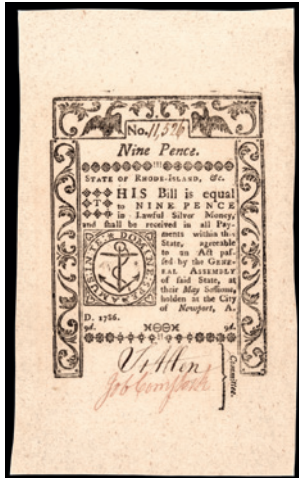 No. 11,526
Nine Pence.
STATE OF RHODE-ISLAND, &c.
THIS Bill is equal
to NINE PENCE
in Lawful Silver Money,
and shall be received in all Pay-
ments within this
State, agreeable
to an Act pas-
sed by the GENE-
RAL ASSEMBLY
of said State, at
their May Sessions,
holden at the City
of Newport, A.
D. 1786.
9d. 9d.
Job Comstock
Committee.